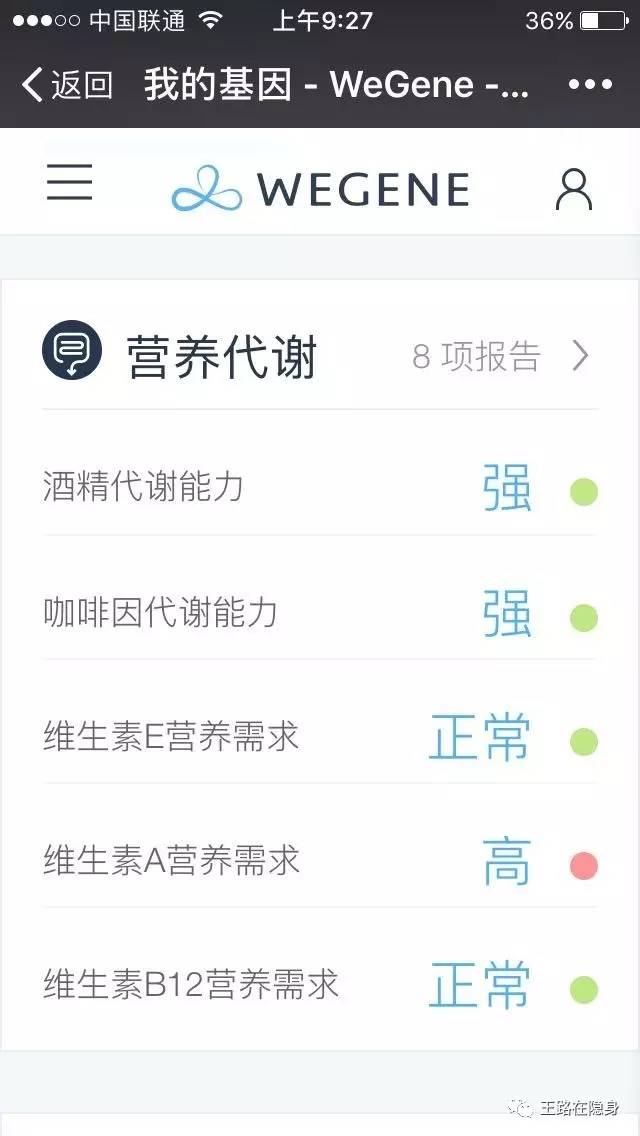 中国联通 上午9:27 36%
返回 我的基因 - WeGene -...
WEGENE
营养代谢 8 项报告
酒精代谢能力 强
咖啡因代谢能力 强
维生素E营养需求 正常
维生素A营养需求 高
维生素B12营养需求 正常
王路在隐身